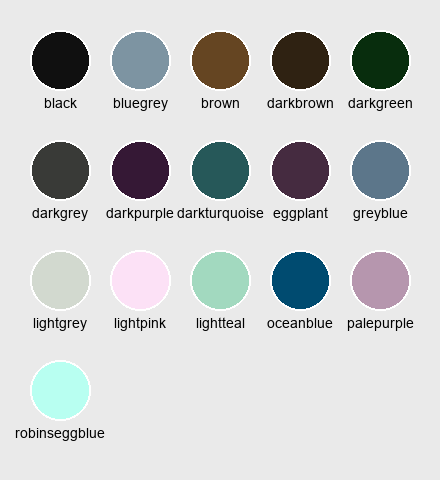 black bluegrey brown darkbrown darkgreen
darkgrey darkpurple darkturquoise eggplant greyblue
lightgrey lightpink lightteal oceanblue palepurple
robinseggblue